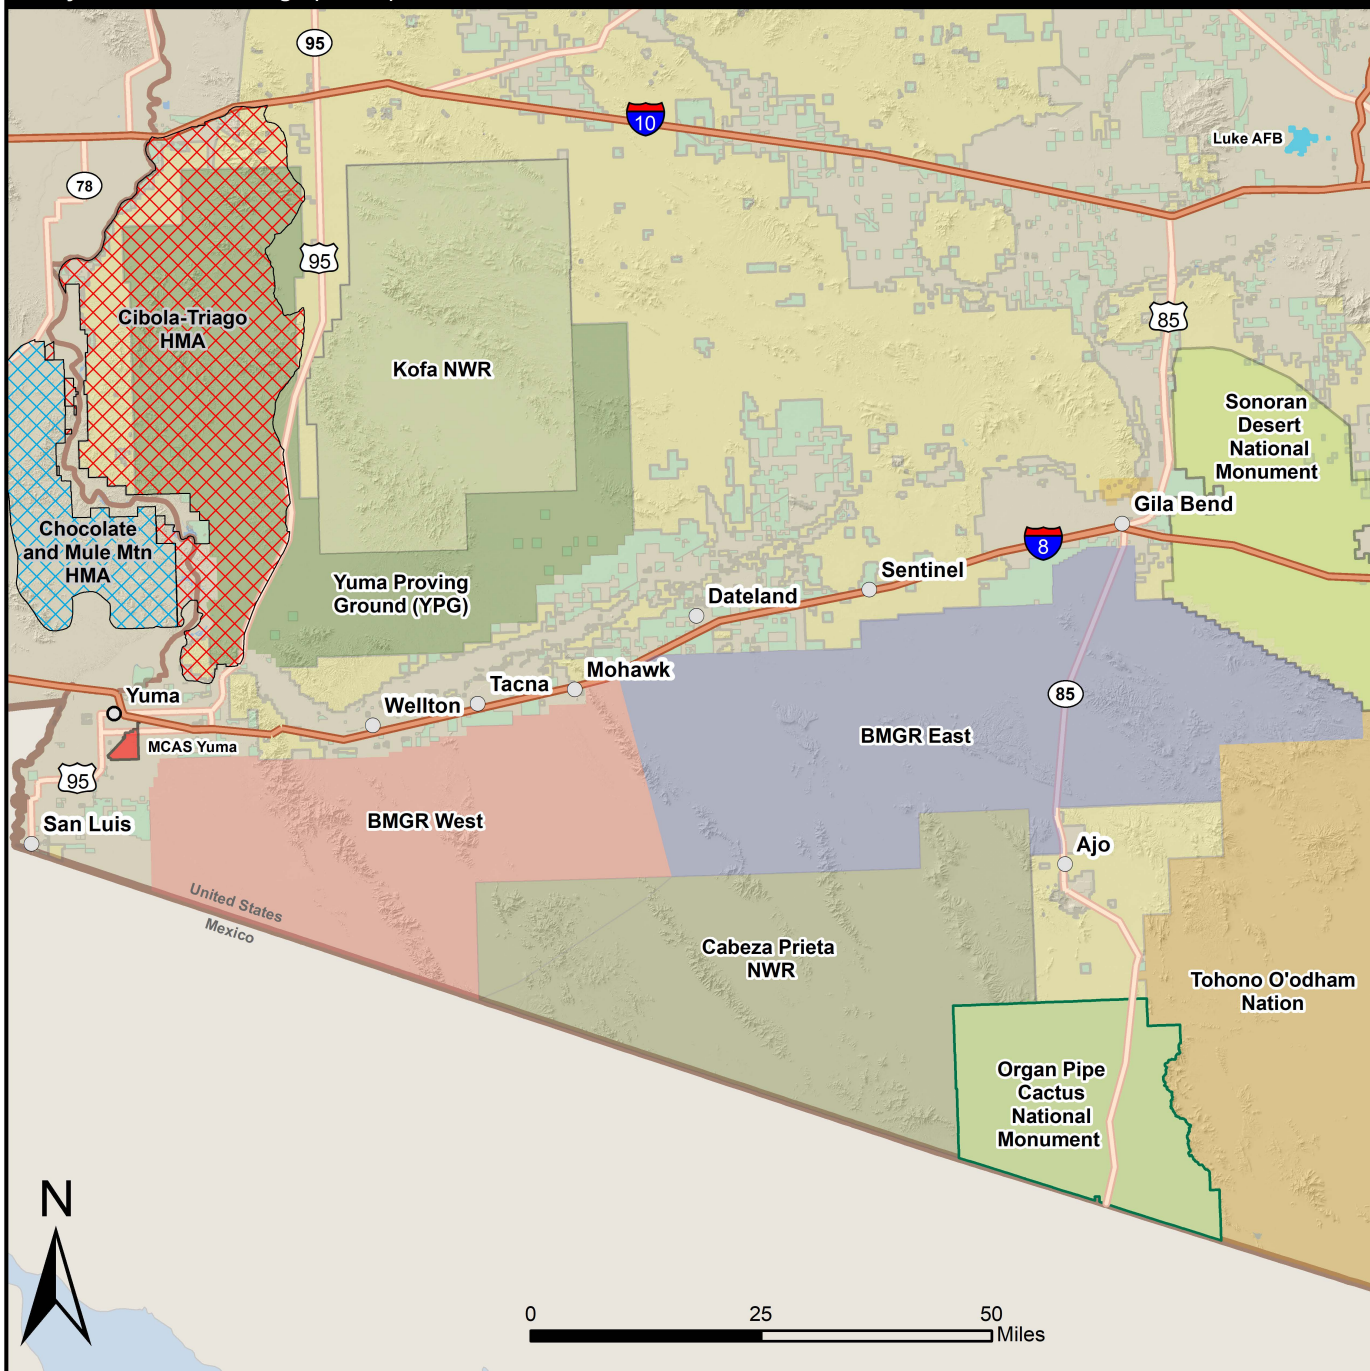 95
10
Luke AFB
78
95
85
Cibola-Triago
HMA
Kofa NWR
Sonoran
Desert
National
Monument
Gila Bend
Chocolate
and Mule Mtn
HMA
8
Yuma Proving
Ground (YPG)
Sentinel
Dateland
Mohawk
Tacna
Wellton
Yuma
85
MCAS Yuma
BMGR East
95
San Luis
BMGR West
Ajo
United States
Mexico
Cabeza Prieta
NWR
Tohono O'odham
Nation
Organ Pipe
Cactus
National
Monument
N
0 25 50
Miles